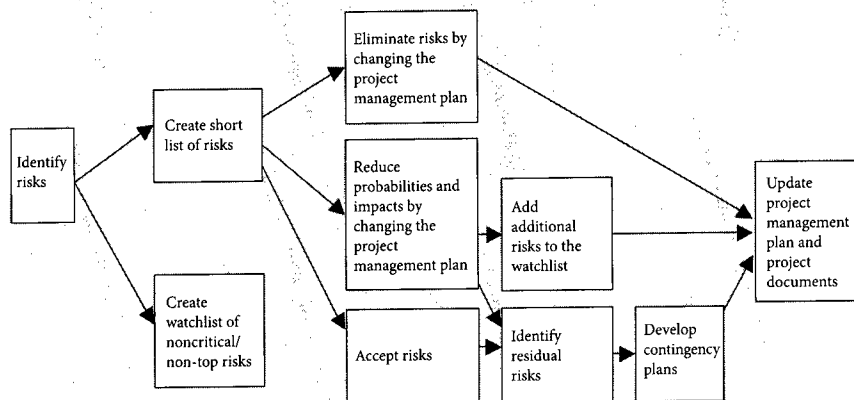 Identify
risks
Create short
list of risks
Create
watchlist of
noncritical/
non-top risks
Eliminate risks by
changing the
project
management plan
Reduce
probabilities and
impacts by
changing the
project
management plan
Accept risks
Add
additional
risks to the
watchlist
Identify
residual
risks
Develop
contingency
plans
Update
project
management
plan and
project
documents